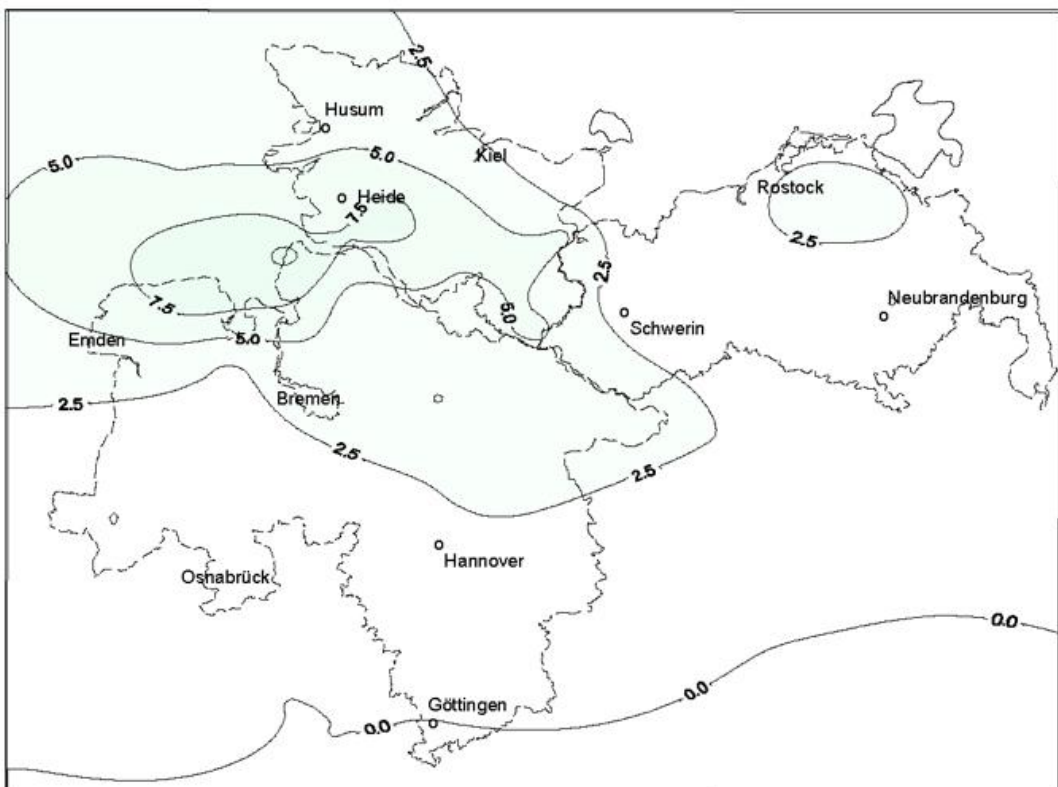 2.5
Husum
5.0
5.0
Kiel
Heide
Rostock
7.5
2.5
2.5
7.5
5.0
Neubrandenburg
Schwerin
Emden
5.0
Bremen
2.5
2.5
2.5
Hannover
Osnabrück
0.0
0.0
Göttingen
0.0